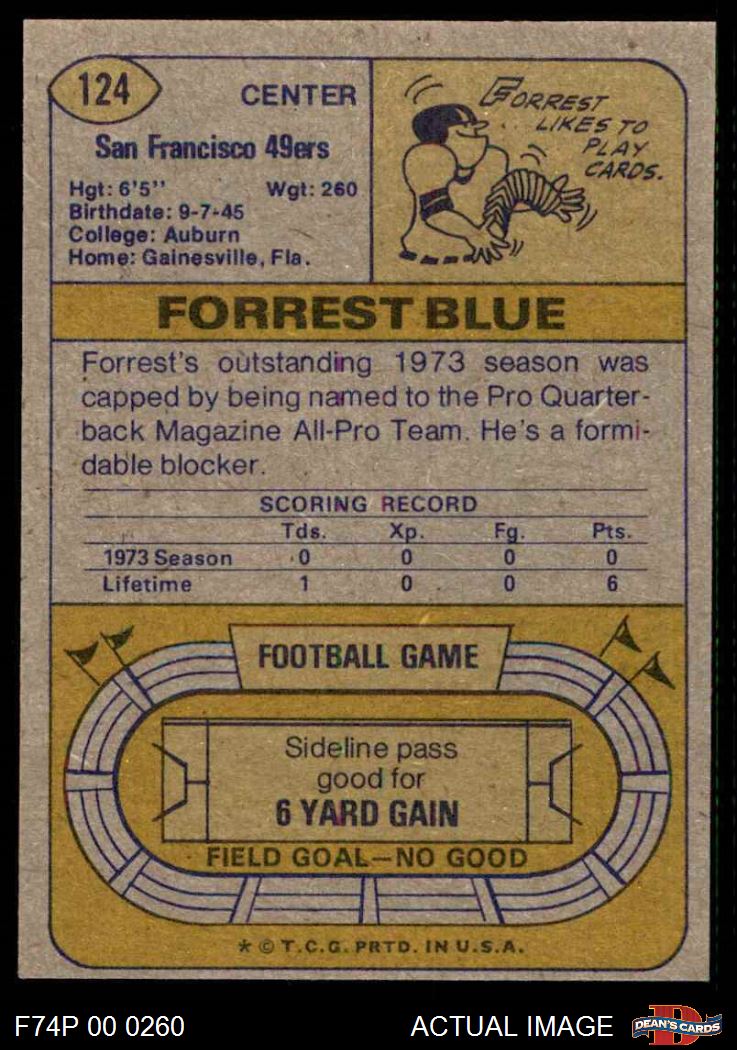 124
CENTER
San Francisco 49ers
Hgt: 6'5" Wgt: 260
Birthdate: 9-7-45
College: Auburn
Home: Gainesville, Fla.
FORREST
LIKES TO
PLAY
CARDS.
FORREST BLUE
Forrest's outstanding 1973 season was
capped by being named to the Pro Quarter-
back Magazine All-Pro Team. He's a formi-
dable blocker.
SCORING RECORD
Tds. Xp. Fg. Pts.
1973 Season 0 0 0 0
Lifetime 1 0 0 6
FOOTBALL GAME
Sideline pass
good for
6 YARD GAIN
FIELD GOAL—NO GOOD
* © T.C.G. PRTD. IN U.S.A.
F74P 00 0260 ACTUAL IMAGE
DEAN'S CARDS